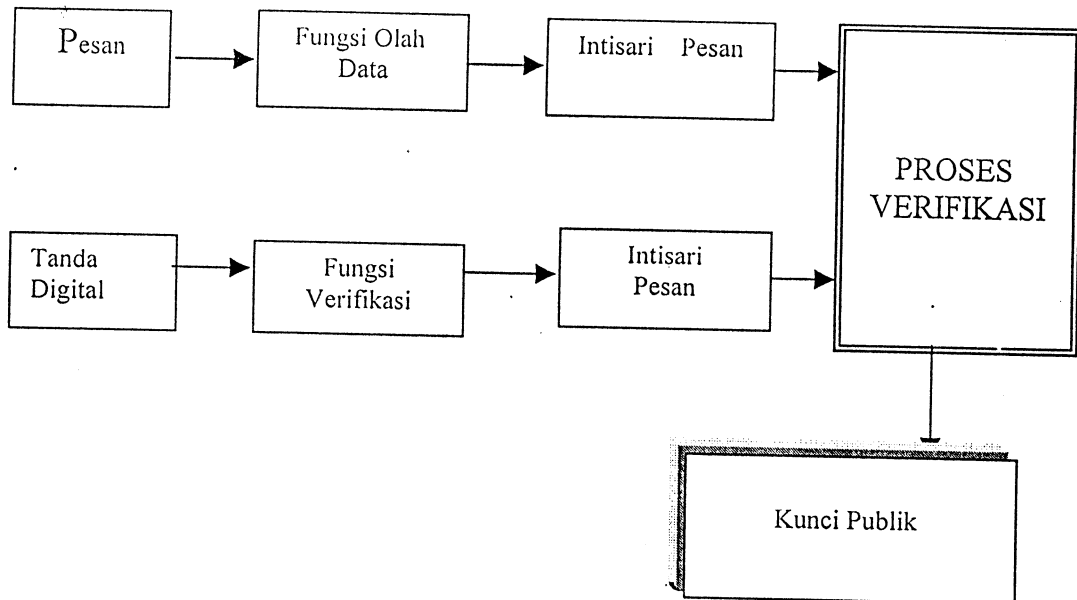 Pesan
Fungsi Olah
Data
Intisari Pesan
PROSES
VERIFIKASI
Tanda
Digital
Fungsi
Verifikasi
Intisari
Pesan
Kunci Publik